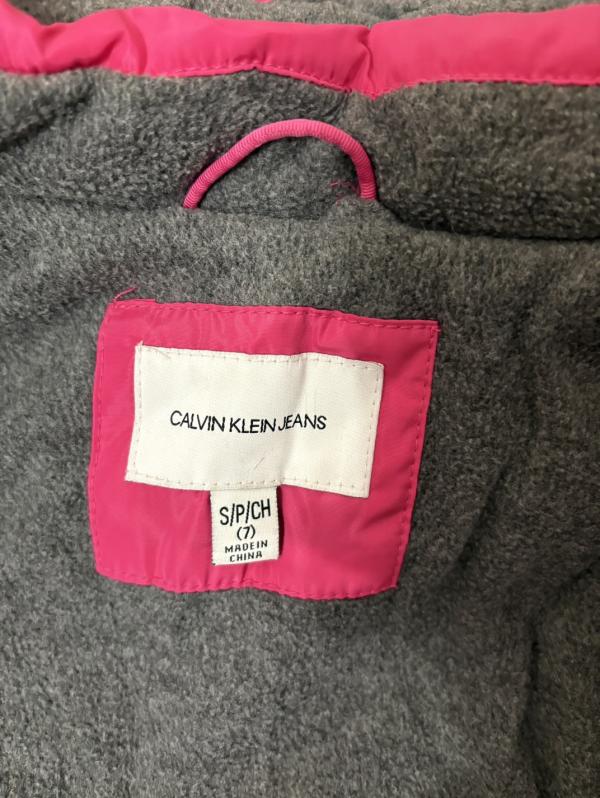 CALVIN KLEIN JEANS
S/P/CH
(7)
MADE IN
CHINA